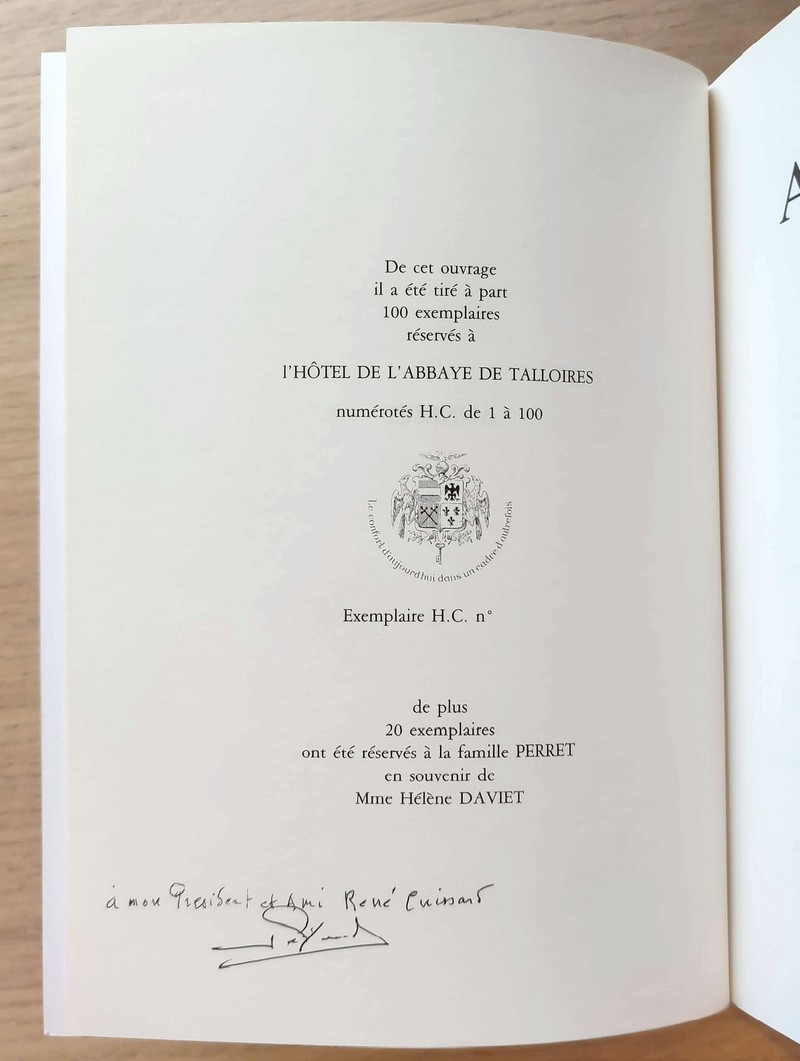 De cet ouvrage
il a été tiré à part
100 exemplaires
réservés à
l'HÔTEL DE L'ABBAYE DE TALLOIRES
numérotés H.C. de 1 à 100
Le confort d'aujourd'hui dans un cadre d'autrefois
Exemplaire H.C. n°
de plus
20 exemplaires
ont été réservés à la famille PERRET
en souvenir de
Mme Hélène DAVIET
à mon Président et Ami René
A